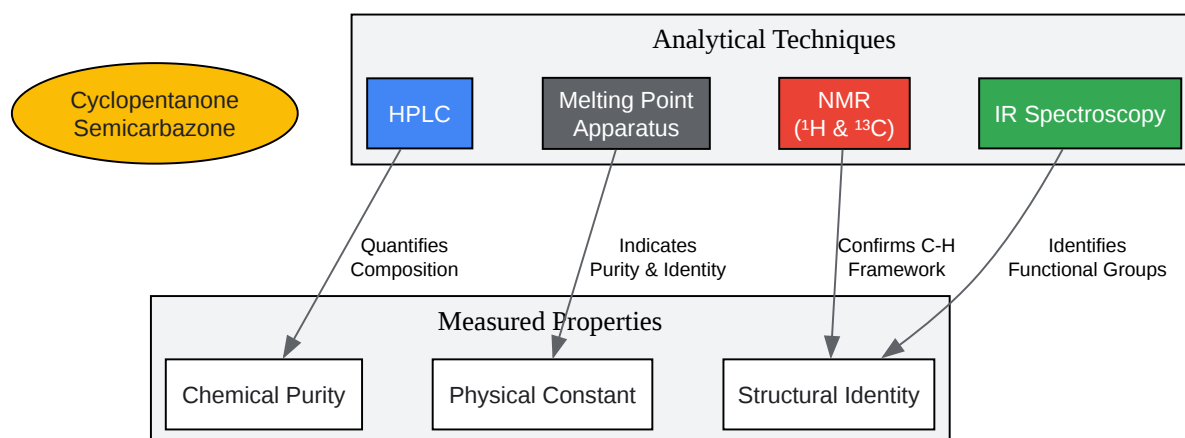 Analytical Techniques
Cyclopentanone
Semicarbazone
HPLC
Melting Point
Apparatus
NMR
(¹H & ¹³C)
IR Spectroscopy
Quantifies
Composition
Indicates
Purity & Identity
Confirms C-H
Framework
Identifies
Functional Groups
Measured Properties
Chemical Purity
Physical Constant
Structural Identity